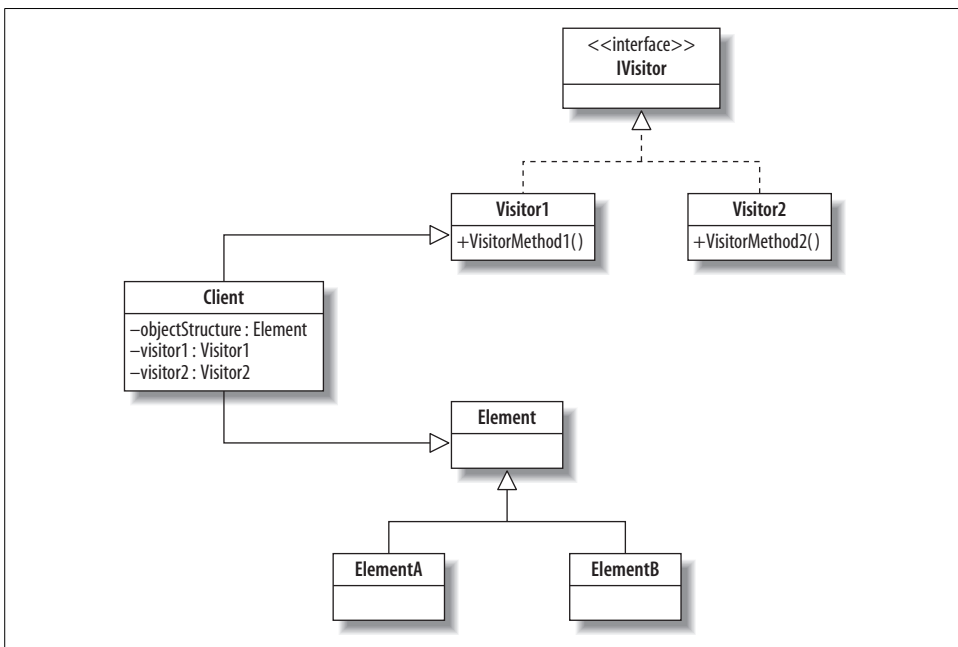 <<interface>>
IVisitor
Visitor1
+VisitorMethod1()
Visitor2
+VisitorMethod2()
Client
–objectStructure : Element
–visitor1 : Visitor1
–visitor2 : Visitor2
Element
ElementA
ElementB